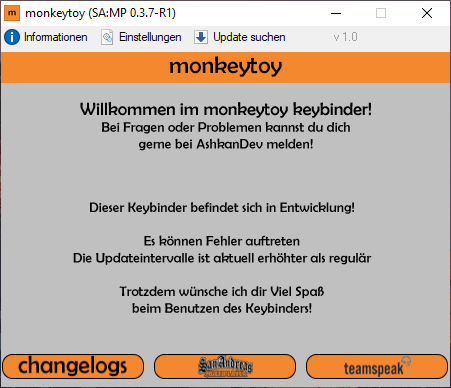 monkeytoy (SA:MP 0.3.7-R1)
Informationen Einstellungen Update suchen v 1.0
monkeytoy
Willkommen im monkeytoy keybinder!
Bei Fragen oder Problemen kannst du dich
gerne bei AshkanDev melden!
Dieser Keybinder befindet sich in Entwicklung!
Es können Fehler auftreten
Die Updateintervalle ist aktuell erhöhter als regulär
Trotzdem wünsche ich dir Viel Spaß
beim Benutzen des Keybinders!
changelogs San Andreas teamspeak